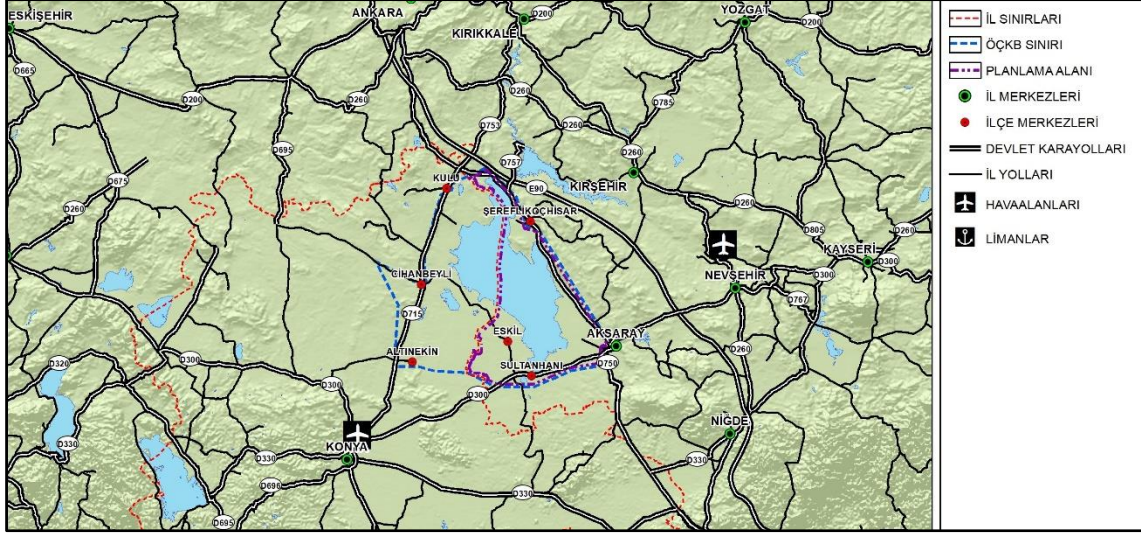 ESKİŞEHİR
ANKARA
D200
YOZGAT
D200
KIRIKKALE
D665
D200
D260
D260
D785
D695
D753
D260
D757
D260
D675
KULU
E90
KIRŞEHİR
D260
ŞEREFLİKOÇHİSAR
D260
D805
D260
KAYSERİ
D300
CİHANBEYLİ
NEVŞEHİR
D300
D767
D715
ESKİL
AKSARAY
D260
D320
D300
ALTINEKİN
SULTANHANI
D750
D300
D300
NİĞDE
D330
KONYA
D330
D330
D696
D330
D695
İL SINIRLARI
ÖÇKB SINIRI
PLANLAMA ALANI
İL MERKEZLERİ
İLÇE MERKEZLERİ
DEVLET KARAYOLLARI
İL YOLLARI
HAVAALANLARI
LİMANLAR